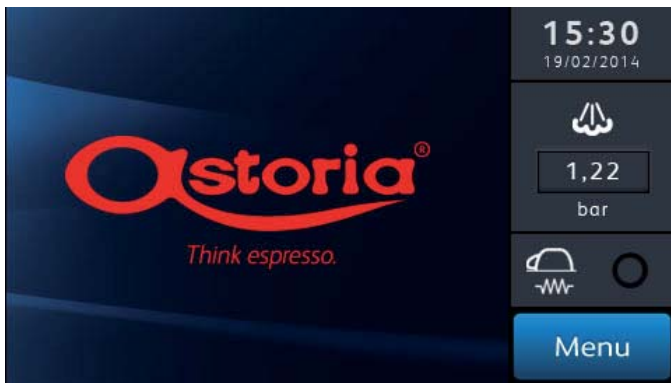 astoria®
Think espresso.
15:30
19/02/2014
1,22
bar
Menu